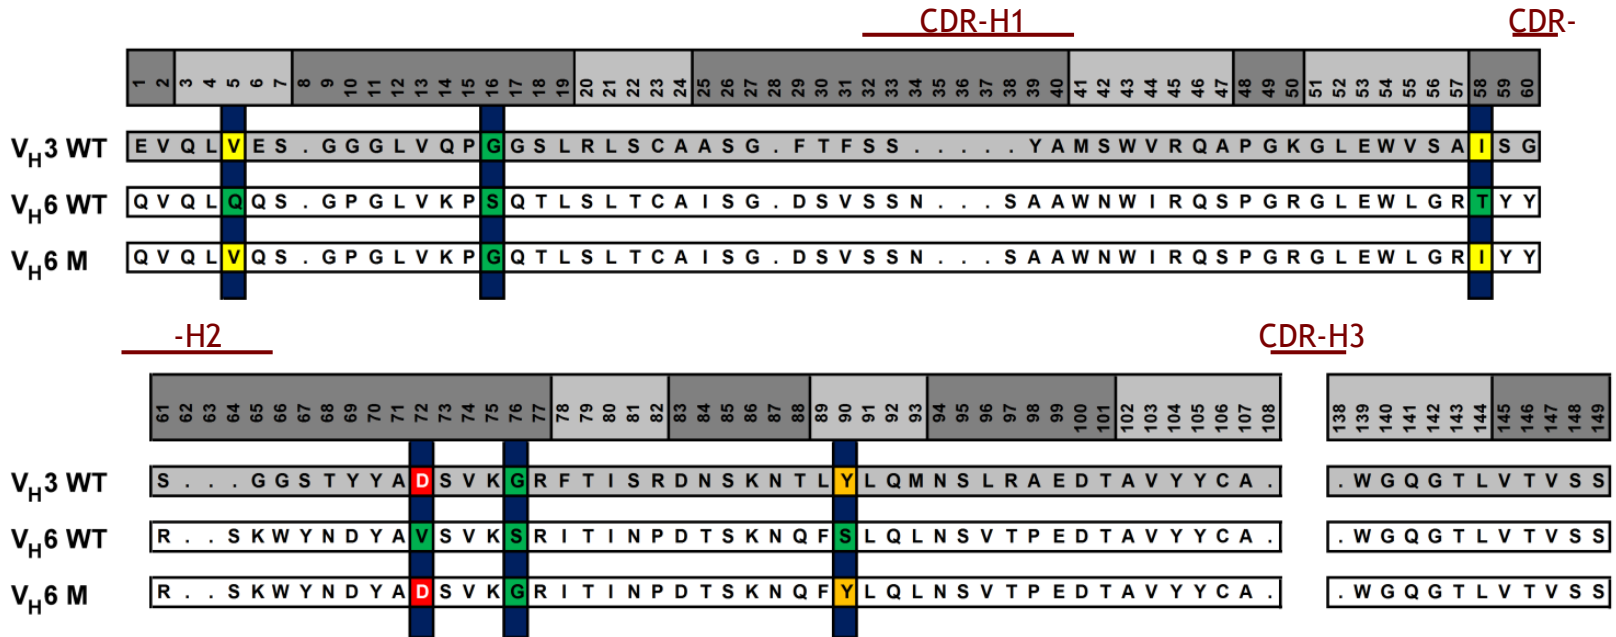 CDR-H1 CDR-
1 2 3 4 5 6 7 8 9 10 11 12 13 14 15 16 17 18 19 20 21 22 23 24 25 26 27 28 29 30 31 32 33 34 35 36 37 38 39 40 41 42 43 44 45 46 47 48 49 50 51 52 53 54 55 56 57 58 59 60
VH3 WT E V Q L V E S . G G G L V Q P G G S L R L S C A A S G . F T F S S . . . . . Y A M S W V R Q A P G K G L E W V S A I S G
VH6 WT Q V Q L Q Q S . G P G L V K P S Q T L S L T C A I S G . D S V S S N . . . S A A W N W I R Q S P G R G L E W L G R T Y Y
VH6 M Q V Q L V Q S . G P G L V K P G Q T L S L T C A I S G . D S V S S N . . . S A A W N W I R Q S P G R G L E W L G R I Y Y
-H2 CDR-H3
61 62 63 64 65 66 67 68 69 70 71 72 73 74 75 76 77 78 79 80 81 82 83 84 85 86 87 88 89 90 91 92 93 94 95 96 97 98 99 100 101 102 103 104 105 106 107 108 138 139 140 141 142 143 144 145 146 147 148 149
VH3 WT S . . . G G S T Y Y A D S V K G R F T I S R D N S K N T L Y L Q M N S L R A E D T A V Y Y C A . . W G Q G T L V T V S S
VH6 WT R . . S K W Y N D Y A V S V K S R I T I N P D T S K N Q F S L Q L N S V T P E D T A V Y Y C A . . W G Q G T L V T V S S
VH6 M R . . S K W Y N D Y A D S V K G R I T I N P D T S K N Q F Y L Q L N S V T P E D T A V Y Y C A . . W G Q G T L V T V S S